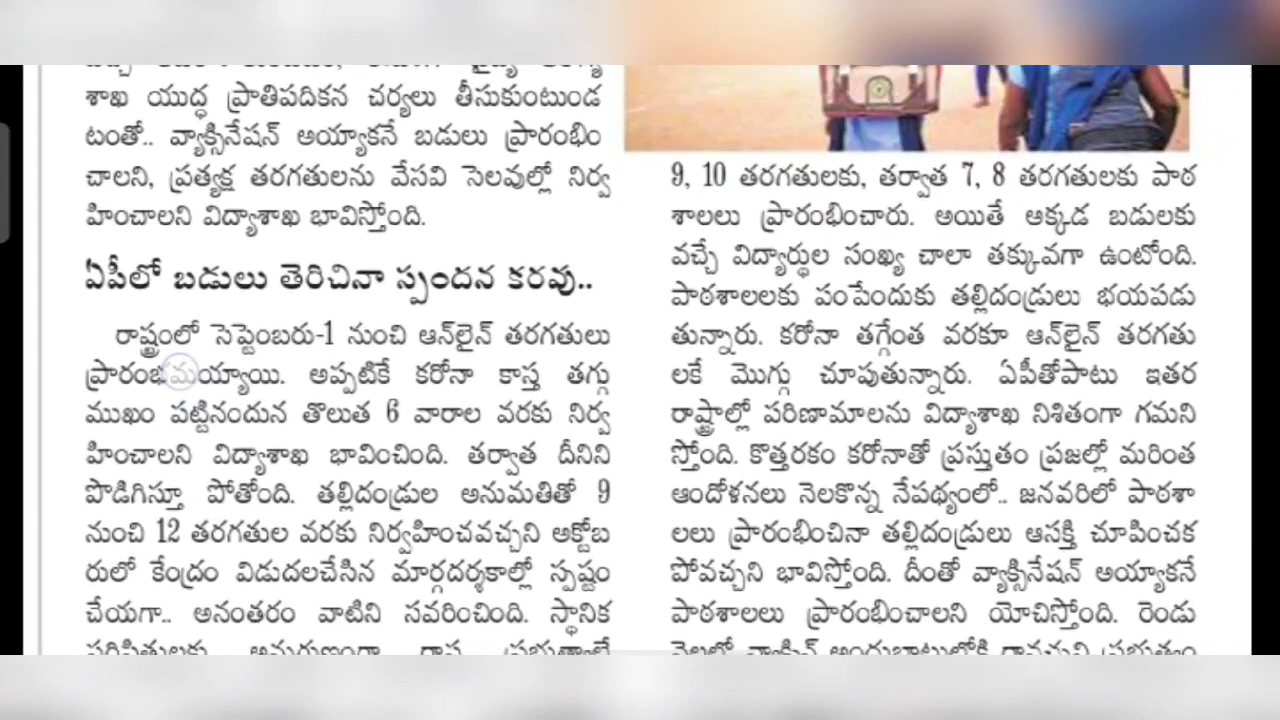 శాఖ యుద్ధ ప్రాతిపదికన చర్యలు తీసుకుంటుండ
టంతో.. వ్యాక్సినేషన్ అయ్యాకనే బడులు ప్రారంభిం
చాలని, ప్రత్యక్ష తరగతులను వేసవి సెలవుల్లో నిర్వ
హించాలని విద్యాశాఖ భావిస్తోంది.
ఏపీలో బడులు తెరిచినా స్పందన కరవు..
రాష్ట్రంలో సెప్టెంబరు-1 నుంచి ఆన్‌లైన్ తరగతులు
ప్రారంభమయ్యాయి. అప్పటికే కరోనా కాస్త తగ్గు
ముఖం పట్టినందున తొలుత 6 వారాల వరకు నిర్వ
హించాలని విద్యాశాఖ భావించింది. తర్వాత దీనిని
పొడిగిస్తూ పోతోంది. తల్లిదండ్రుల అనుమతితో 9
నుంచి 12 తరగతుల వరకు నిర్వహించవచ్చని అక్టోబ
రులో కేంద్రం విడుదలచేసిన మార్గదర్శకాల్లో స్పష్టం
చేయగా.. అనంతరం వాటిని సవరించింది. స్థానిక
9, 10 తరగతులకు, తర్వాత 7, 8 తరగతులకు పాఠ
శాలలు ప్రారంభించారు. అయితే అక్కడ బడులకు
వచ్చే విద్యార్థుల సంఖ్య చాలా తక్కువగా ఉంటోంది.
పాఠశాలలకు పంపేందుకు తల్లిదండ్రులు భయపడు
తున్నారు. కరోనా తగ్గేంత వరకూ ఆన్‌లైన్ తరగతు
లకే మొగ్గు చూపుతున్నారు. ఏపీతోపాటు ఇతర
రాష్ట్రాల్లో పరిణామాలను విద్యాశాఖ నిశితంగా గమని
స్తోంది. కొత్తరకం కరోనాతో ప్రస్తుతం ప్రజల్లో మరింత
ఆందోళనలు నెలకొన్న నేపథ్యంలో.. జనవరిలో పాఠశా
లలు ప్రారంభించినా తల్లిదండ్రులు ఆసక్తి చూపించక
పోవచ్చని భావిస్తోంది. దీంతో వ్యాక్సినేషన్ అయ్యాకనే
పాఠశాలలు ప్రారంభించాలని యోచిస్తోంది. రెండు